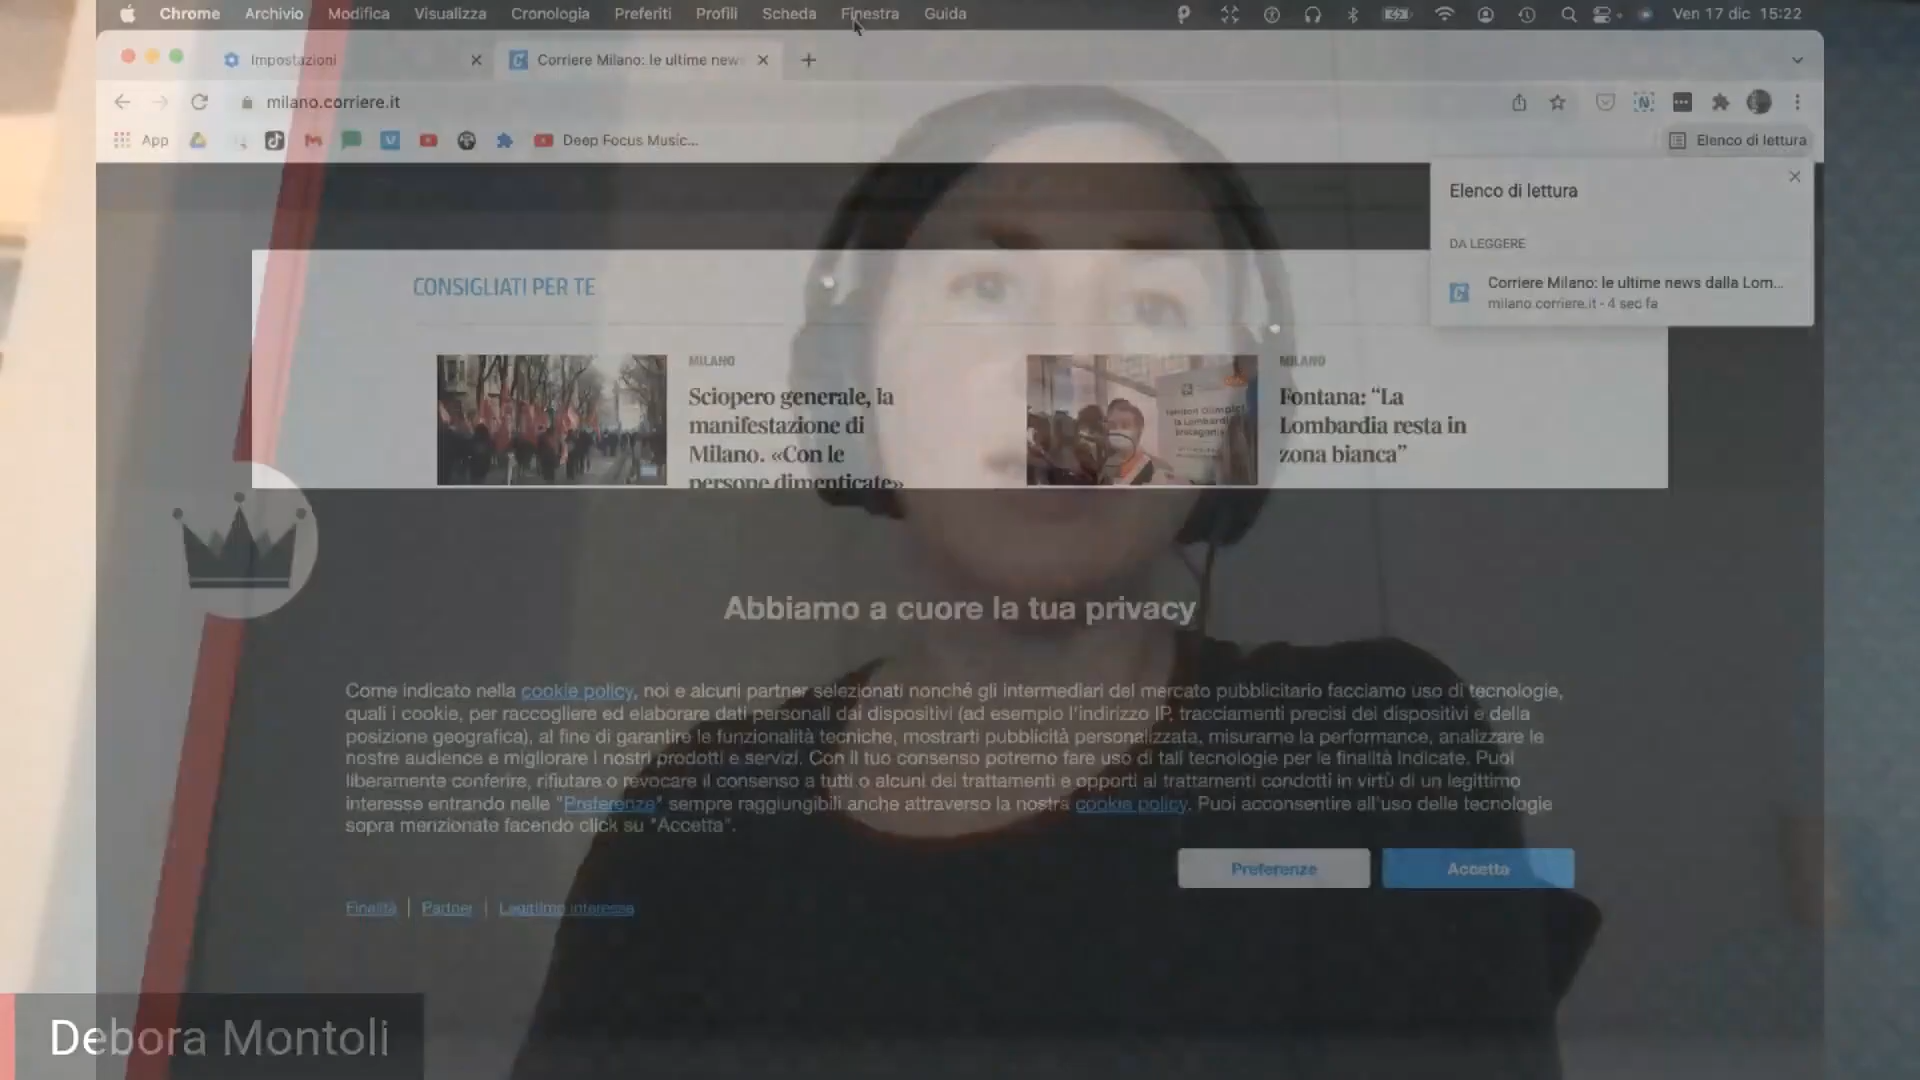 Chrome Archivio Modifica Visualizza Cronologia Preferiti Profili Scheda Finestra Guida Ven 17 dic 15:22
Impostazioni Corriere Milano: le ultime news
milano.corriere.it
App Deep Focus Music... Elenco di lettura
Elenco di lettura
DA LEGGERE
Corriere Milano: le ultime news dalla Lom...
milano.corriere.it - 4 sec fa
CONSIGLIATI PER TE
MILANO
Sciopero generale, la
manifestazione di
Milano. «Con le
persone dimenticate»
MILANO
Fontana: “La
Lombardia resta in
zona bianca”
Abbiamo a cuore la tua privacy
Come indicato nella cookie policy, noi e alcuni partner selezionati nonché gli intermediari del mercato pubblicitario facciamo uso di tecnologie,
quali i cookie, per raccogliere ed elaborare dati personali dai dispositivi (ad esempio l'indirizzo IP, tracciamenti precisi dei dispositivi e della
posizione geografica), al fine di garantire le funzionalità tecniche, mostrarti pubblicità personalizzata, misurarne la performance, analizzare le
nostre audience e migliorare i nostri prodotti e servizi. Con il tuo consenso potremo fare uso di tali tecnologie per le finalità indicate. Puoi
liberamente conferire, rifiutare o revocare il consenso a tutti o alcuni dei trattamenti e opporti ai trattamenti condotti in virtù di un legittimo
interesse entrando nelle "Preferenze" sempre raggiungibili anche attraverso la nostra cookie policy. Puoi acconsentire all'uso delle tecnologie
sopra menzionate facendo click su "Accetta".
Preferenze Accetta
Finalità Partner Legittimo interesse
Debora Montoli